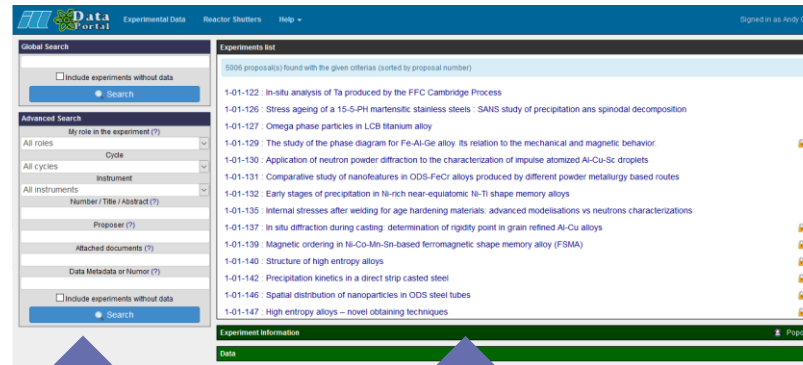 Data Portal Experimental Data Reactor Shutters Help Signed in as Andy
Global Search
Include experiments without data
Search
Advanced Search
My role in the experiment (?)
All roles
Cycle
All cycles
Instrument
All instruments
Number / Title / Abstract (?)
Proposer (?)
Attached documents (?)
Data Metadata or Numor (?)
Include experiments without data
Search
Experiments list
5006 proposal(s) found with the given criterias (sorted by proposal number)
1-01-122 : In-situ analysis of Ta produced by the FFC Cambridge Process
1-01-126 : Stress ageing of a 15-5-PH martensitic stainless steels : SANS study of precipitation ans spinodal decomposition
1-01-127 : Omega phase particles in LCB titanium alloy
1-01-129 : The study of the phase diagram for Fe-Al-Ge alloy. Its relation to the mechanical and magnetic behavior.
1-01-130 : Application of neutron powder diffraction to the characterization of impulse atomized Al-Cu-Sc droplets
1-01-131 : Comparative study of nanofeatures in ODS-FeCr alloys produced by different powder metallurgy based routes
1-01-132 : Early stages of precipitation in Ni-rich near-equiatomic Ni-Ti shape memory alloys
1-01-135 : Internal stresses after welding for age hardening materials: advanced modelisations vs neutrons characterizations
1-01-137 : In situ diffraction during casting: determination of rigidity point in grain refined Al-Cu alloys
1-01-139 : Magnetic ordering in Ni-Co-Mn-Sn-based ferromagnetic shape memory alloy (FSMA)
1-01-140 : Structure of high entropy alloys
1-01-142 : Precipitation kinetics in a direct strip casted steel
1-01-146 : Spatial distribution of nanoparticles in ODS steel tubes
1-01-147 : High entropy alloys – novel obtaining techniques
Experiment Information
Data